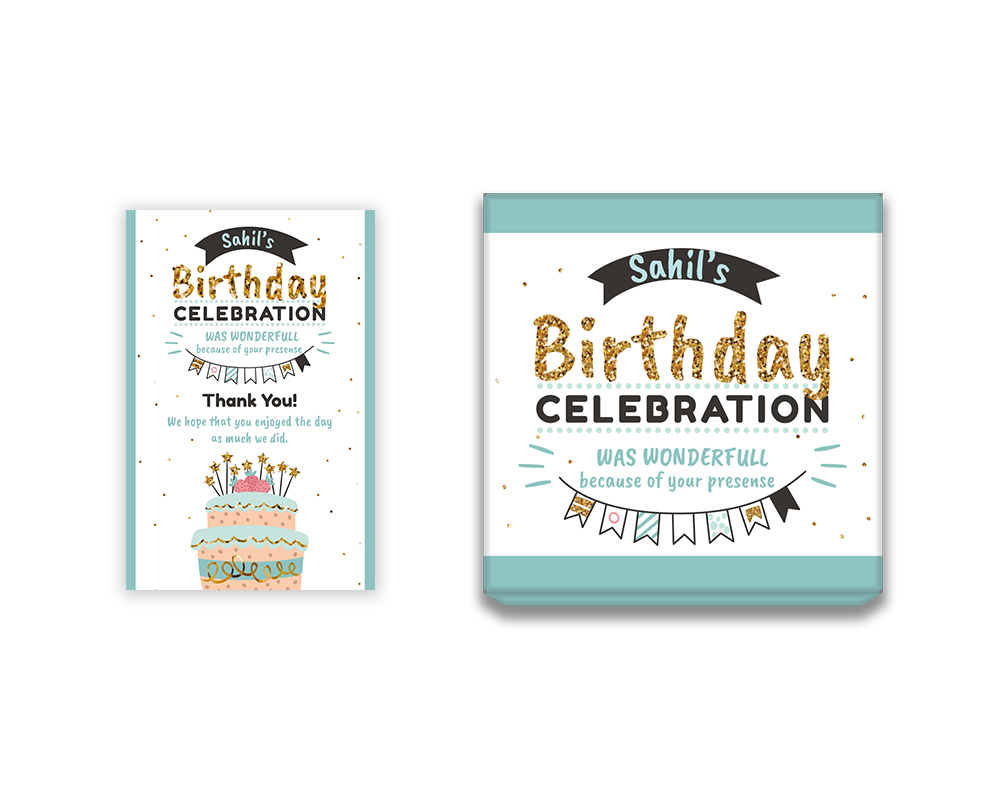 Sahil's
Birthday
CELEBRATION
WAS WONDERFULL
because of your presense
Thank You!
We hope that you enjoyed the day
as much we did.
Sahil's
Birthday
CELEBRATION
WAS WONDERFULL
because of your presense